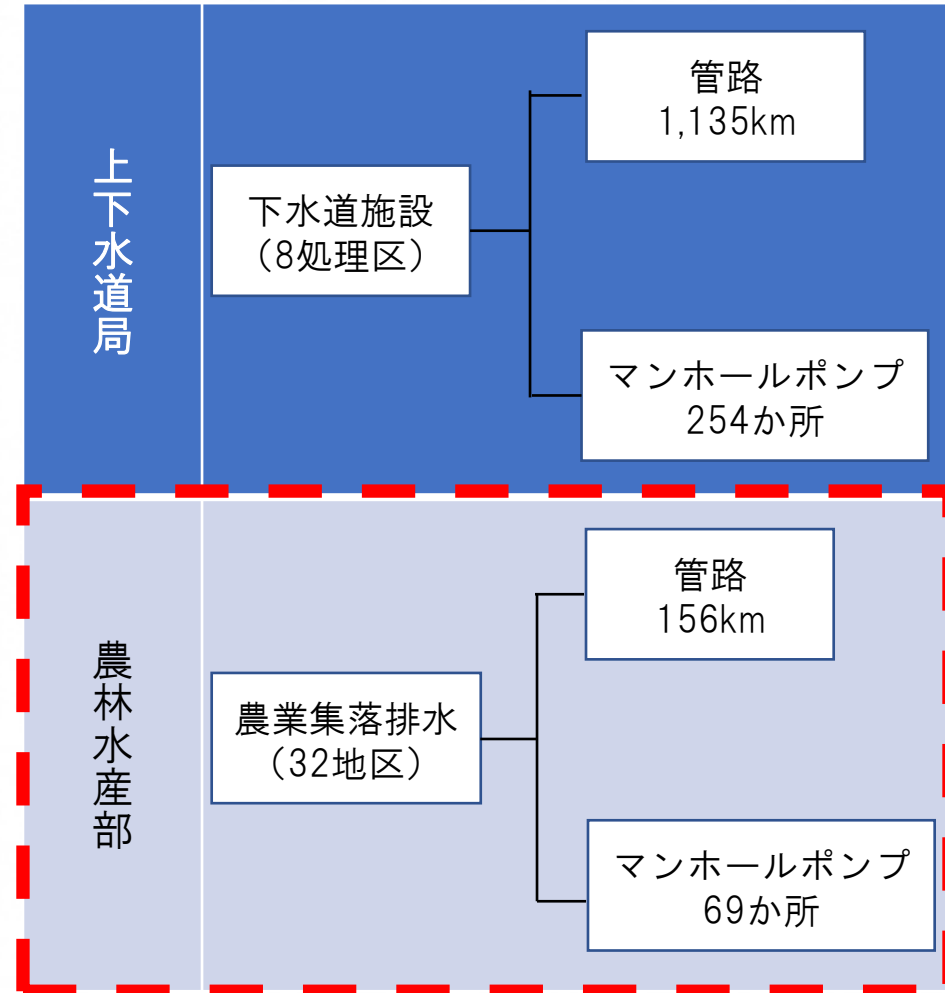 上下水道局
下水道施設
（8処理区）
管路
1,135km
マンホールポンプ
254か所
農林水産部
農業集落排水
（32地区）
管路
156km
マンホールポンプ
69か所